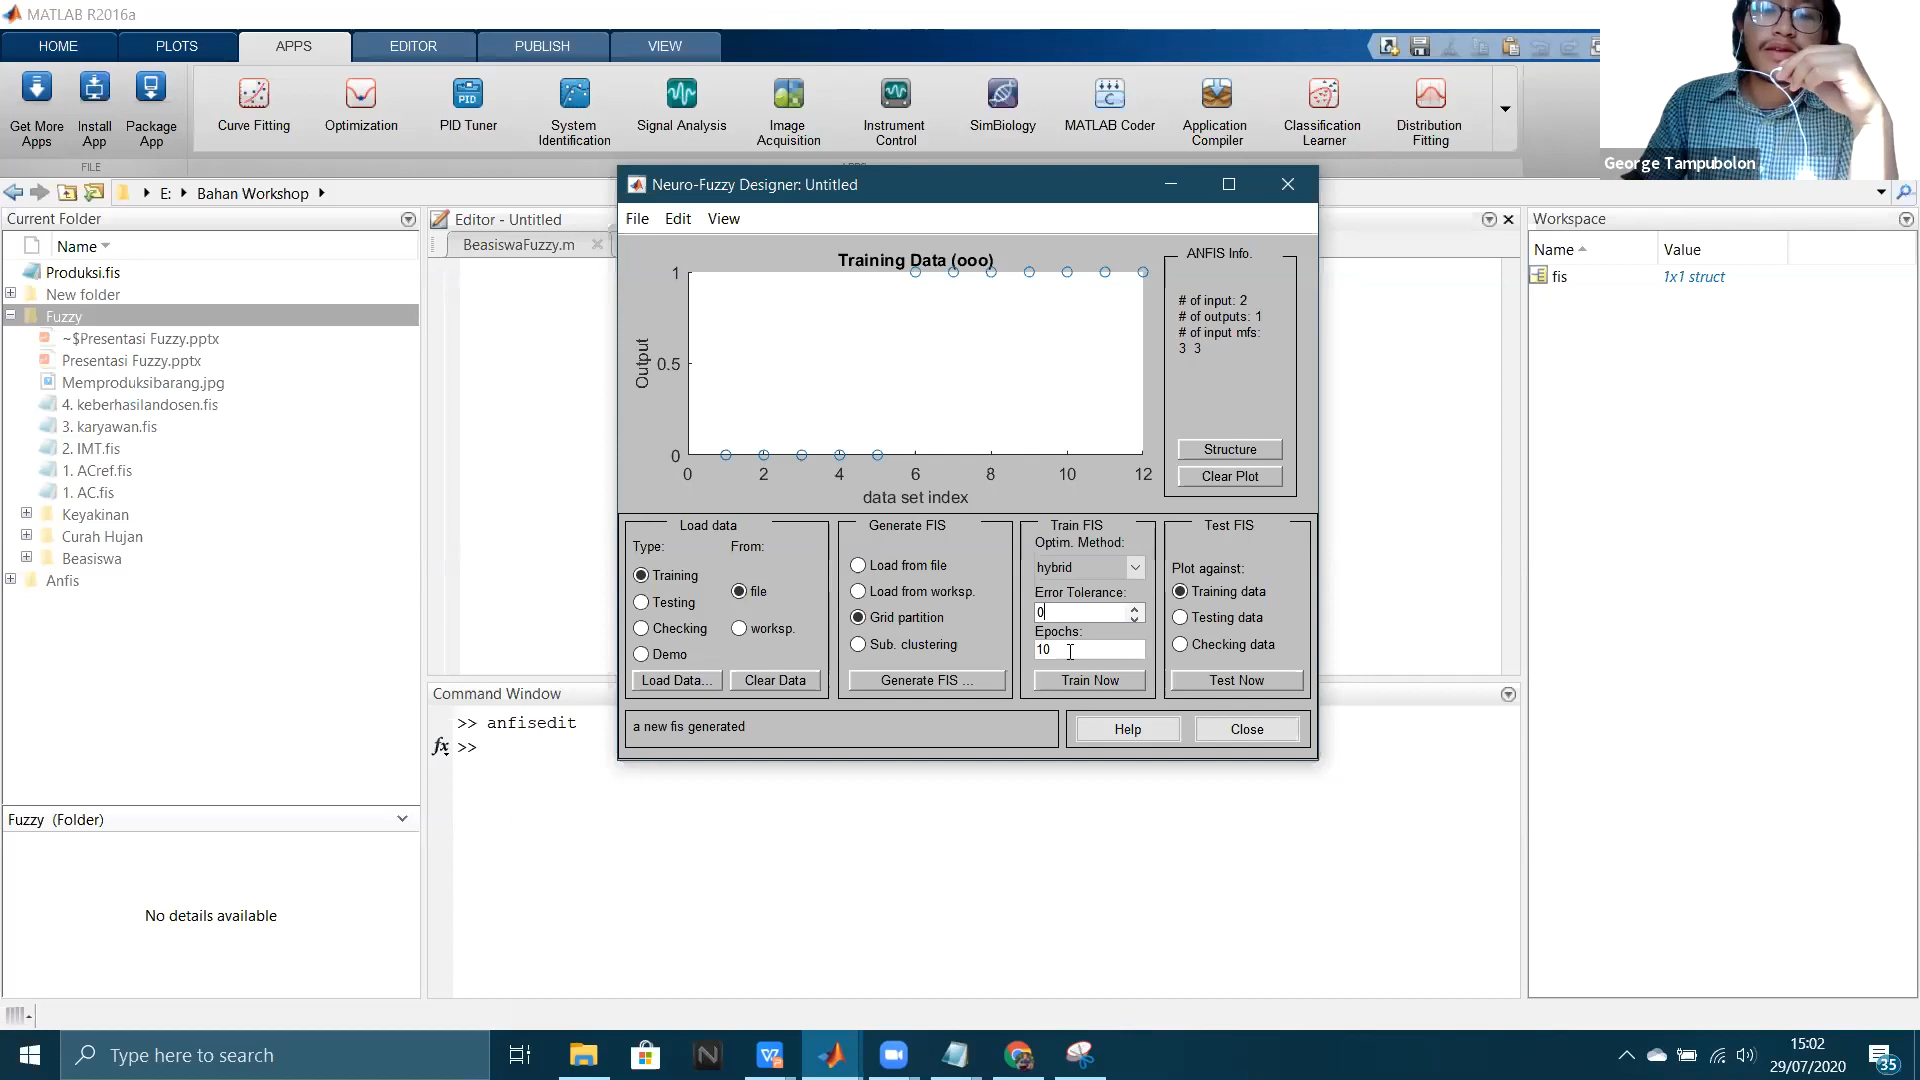 MATLAB R2016a
HOME
PLOTS
APPS
EDITOR
PUBLISH
VIEW
Get More Apps
Install App
Package App
FILE
Curve Fitting
Optimization
PID
PID Tuner
System Identification
Signal Analysis
Image Acquisition
Instrument Control
SimBiology
C
MATLAB Coder
Application Compiler
Classification Learner
Distribution Fitting
George Tampubolon
E:
Bahan Workshop
Current Folder
Name
Produksi.fis
New folder
Fuzzy
~$Presentasi Fuzzy.pptx
Presentasi Fuzzy.pptx
Memproduksibarang.jpg
4. keberhasilandosen.fis
3. karyawan.fis
2. IMT.fis
1. ACref.fis
1. AC.fis
Keyakinan
Curah Hujan
Beasiswa
Anfis
Fuzzy (Folder)
No details available
Editor - Untitled
BeasiswaFuzzy.m
Neuro-Fuzzy Designer: Untitled
File
Edit
View
Training Data (ooo)
1
0.5
0
Output
0
2
4
6
8
10
12
data set index
ANFIS Info.
# of input: 2
# of outputs: 1
# of input mfs:
3 3
Structure
Clear Plot
Load data
Type:
From:
Training
Testing
Checking
Demo
file
worksp.
Load Data...
Clear Data
Generate FIS
Load from file
Load from worksp.
Grid partition
Sub. clustering
Generate FIS ...
Train FIS
Optim. Method:
hybrid
Error Tolerance:
0
Epochs:
10
Train Now
Test FIS
Plot against:
Training data
Testing data
Checking data
Test Now
a new fis generated
Help
Close
Command Window
>> anfisedit
fx >>
Workspace
Name
Value
fis
1x1 struct
Type here to search
15:02
29/07/2020
35